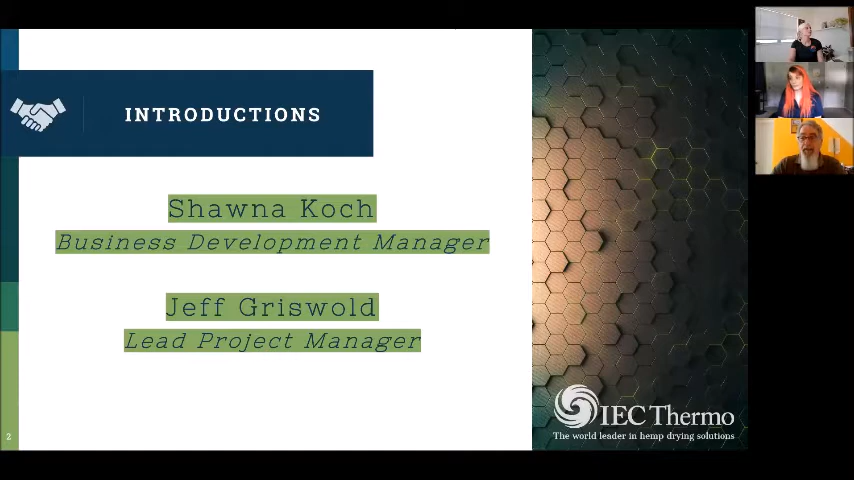 INTRODUCTIONS
Shawna Koch
Business Development Manager
Jeff Griswold
Lead Project Manager
2
IEC Thermo
The world leader in hemp drying solutions